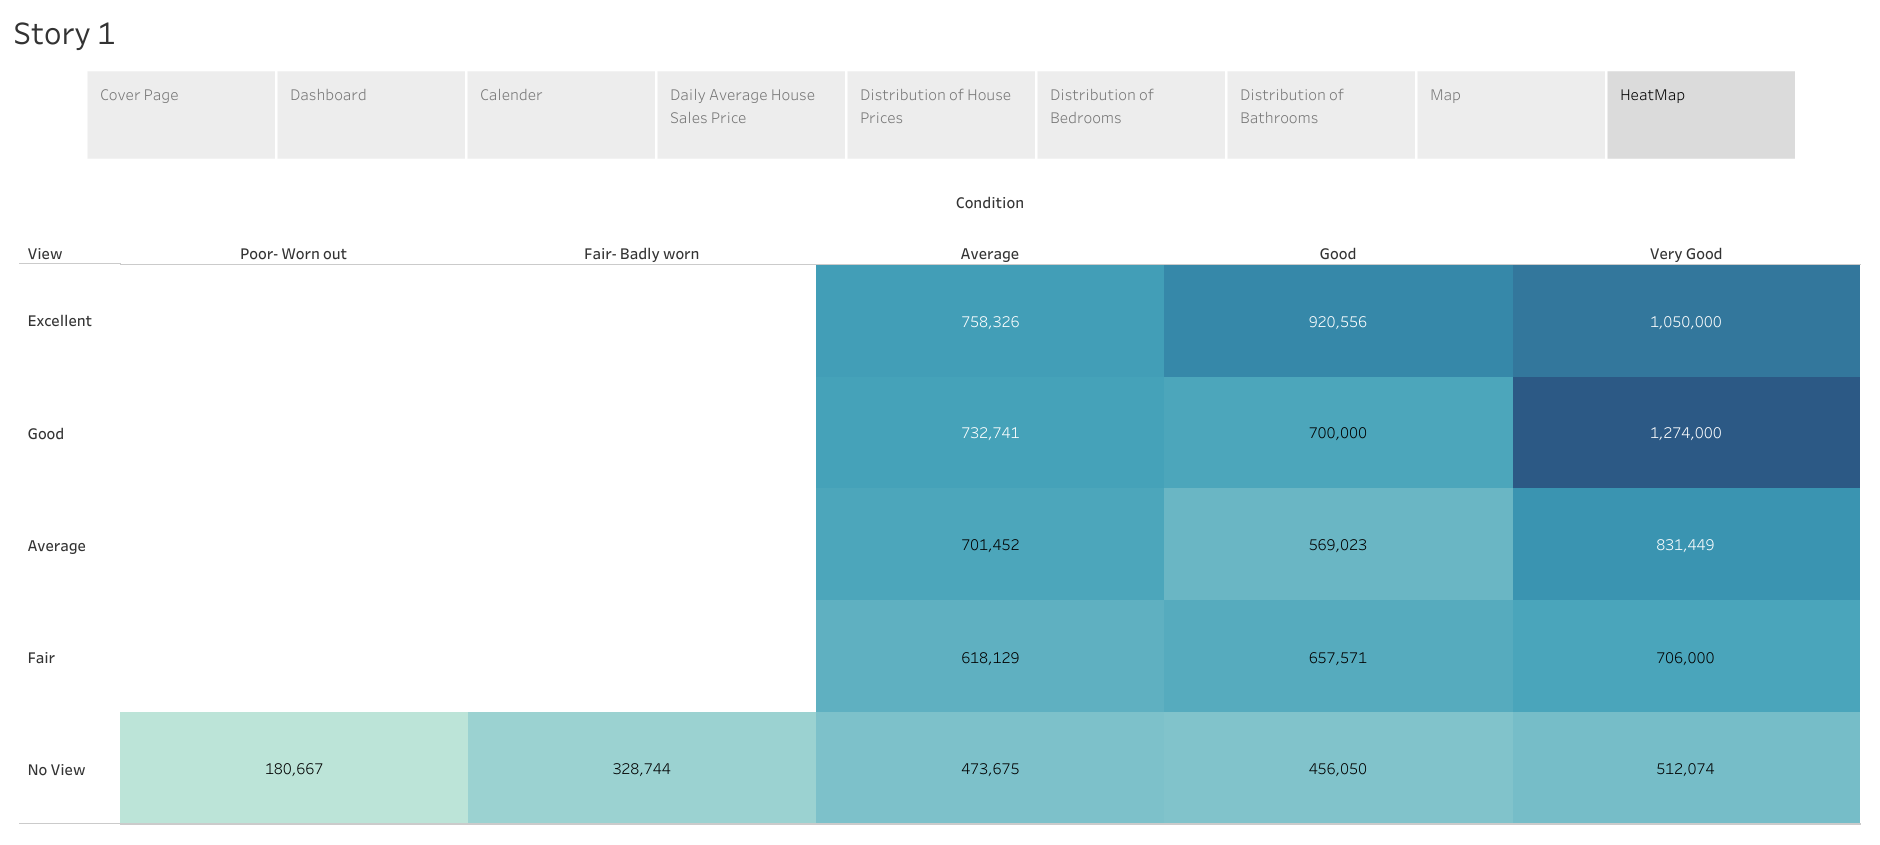 Story 1
Cover Page
Dashboard
Calender
Daily Average House
Sales Price
Distribution of House
Prices
Distribution of
Bedrooms
Distribution of
Bathrooms
Map
HeatMap
Condition
View Poor- Worn out Fair- Badly worn Average Good Very Good
Excellent 758,326 920,556 1,050,000
Good 732,741 700,000 1,274,000
Average 701,452 569,023 831,449
Fair 618,129 657,571 706,000
No View 180,667 328,744 473,675 456,050 512,074